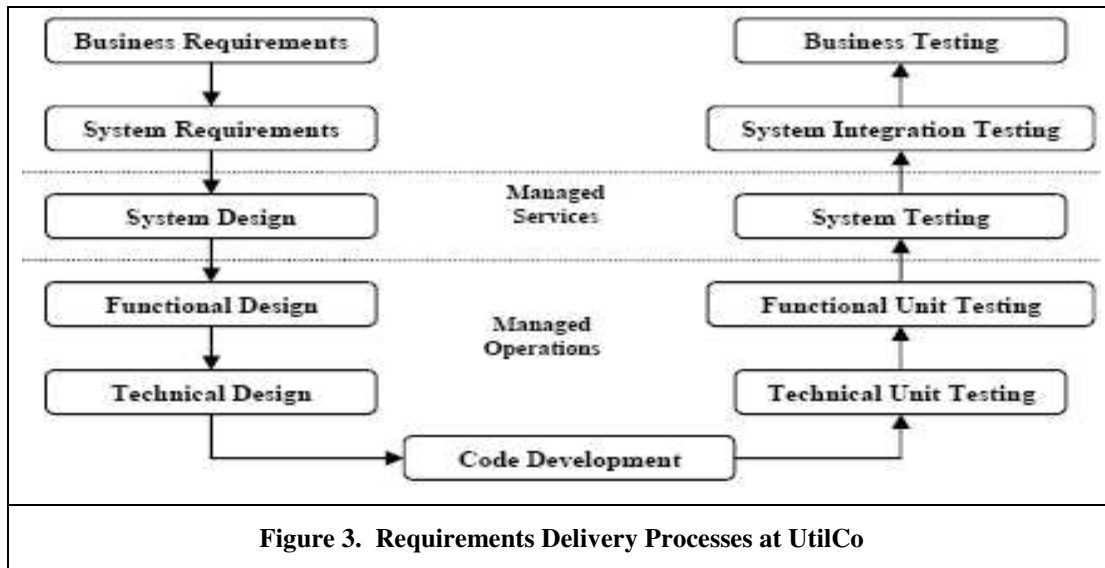 Business Requirements
Business Testing
System Requirements
System Integration Testing
Managed
Services
System Design
System Testing
Functional Design
Functional Unit Testing
Managed
Operations
Technical Design
Technical Unit Testing
Code Development
Figure 3. Requirements Delivery Processes at UtilCo